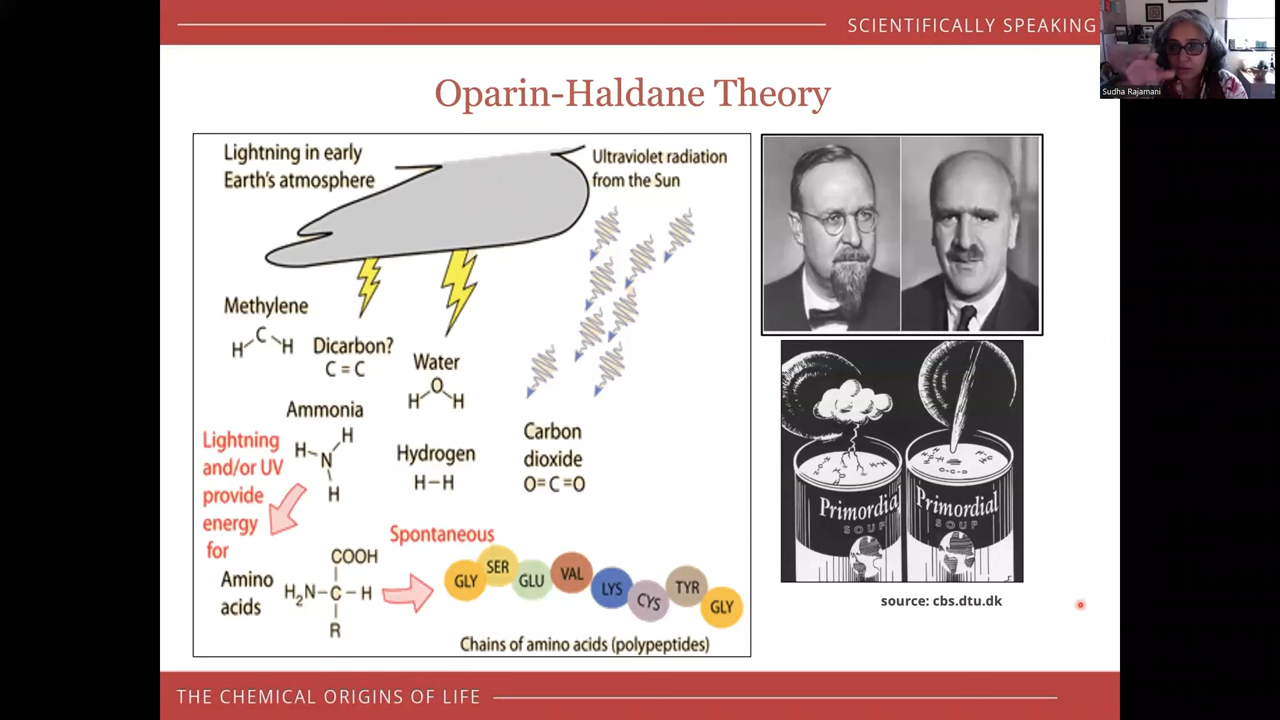 SCIENTIFICALLY SPEAKING
Sudha Rajamani
Oparin-Haldane Theory
Lightning in early
Earth's atmosphere
Ultraviolet radiation
from the Sun
Methylene
H C H
Dicarbon?
C=C
Water
H O H
Ammonia
H-N
H
H
Hydrogen
H-H
Carbon
dioxide
O=C=O
Lightning
and/or UV
provide
energy
for
Amino
acids
COOH
H₂N-C-H
R
Spontaneous
GLY
SER
GLU
VAL
LYS
CYS
TYR
GLY
Chains of amino acids (polypeptides)
Primordial
SOUP
Primordial
SOUP
source: cbs.dtu.dk
THE CHEMICAL ORIGINS OF LIFE